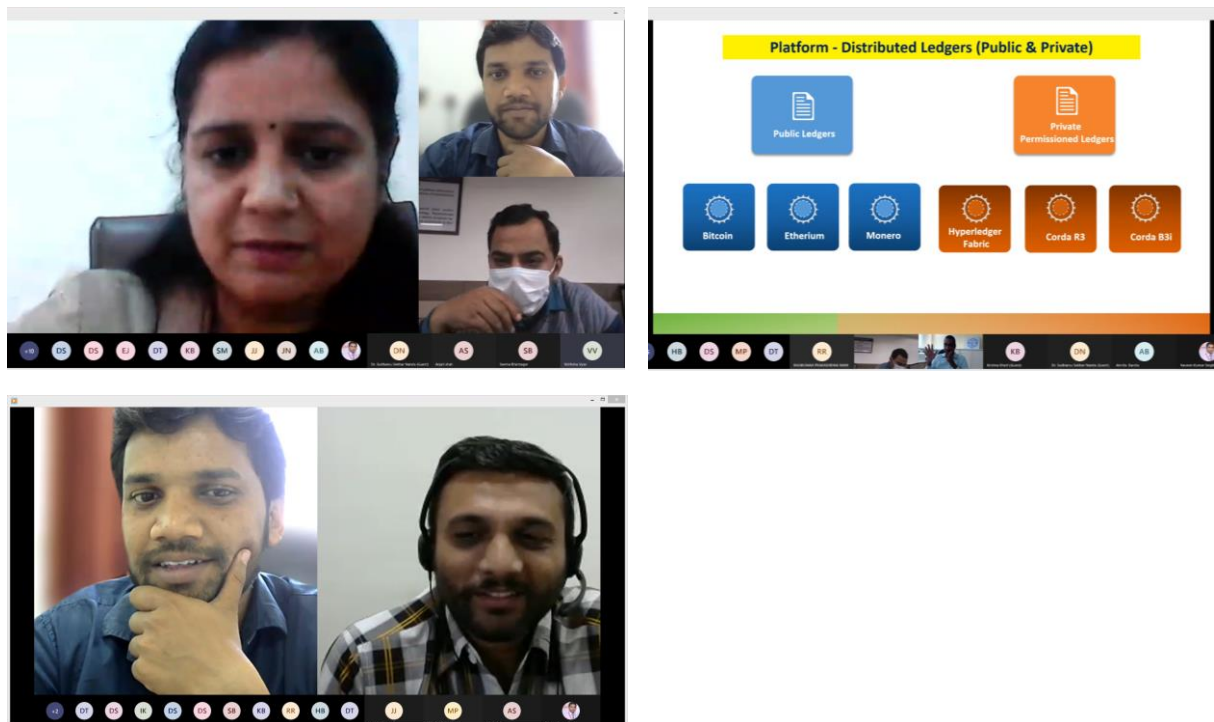 +10 DS DS EJ DT KB SM JJ JN AB DN AS SB VV
Platform - Distributed Ledgers (Public & Private)
Public Ledgers
Private
Permissioned Ledgers
Bitcoin Etherium Monero Hyperledger
Fabric Corda R3 Corda B3i
HB DS MP DT RR KB DN AB
+2 DT DS IK DS DS SB KB RR HB DT JJ MP AS